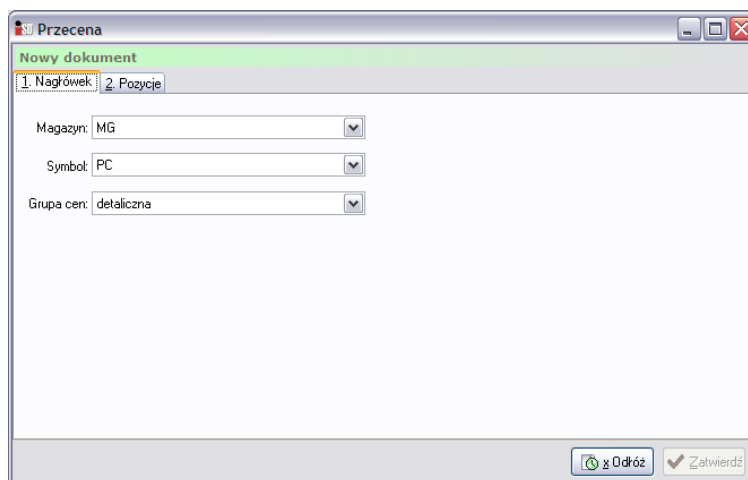 Przecena
Nowy dokument
1. Nagłówek 2. Pozycje
Magazyn: MG
Symbol: PC
Grupa cen: detaliczna
x Odłóż Zatwierdź